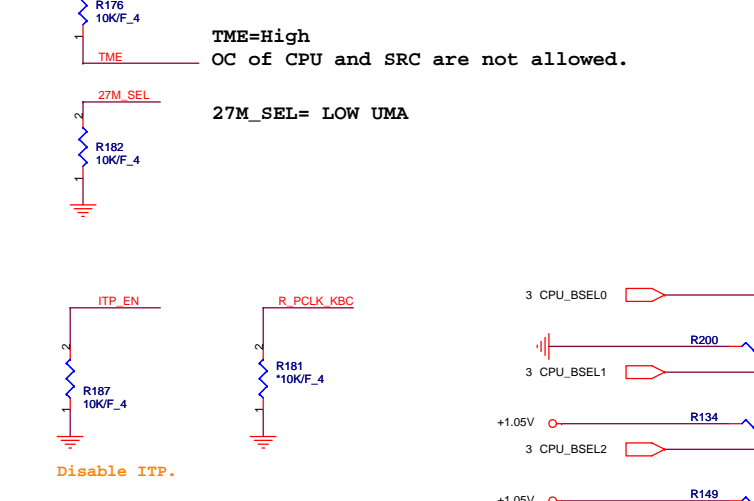 R176
10K/F_4
1
TME
TME=High
OC of CPU and SRC are not allowed.
27M_SEL
27M_SEL= LOW UMA
2
R182
10K/F_4
1
ITP_EN
2
R187
10K/F_4
1
Disable ITP.
R_PCLK_KBC
2
R181
*10K/F_4
1
3 CPU_BSEL0
R200
3 CPU_BSEL1
+1.05V
R134
3 CPU_BSEL2
+1.05V
R149